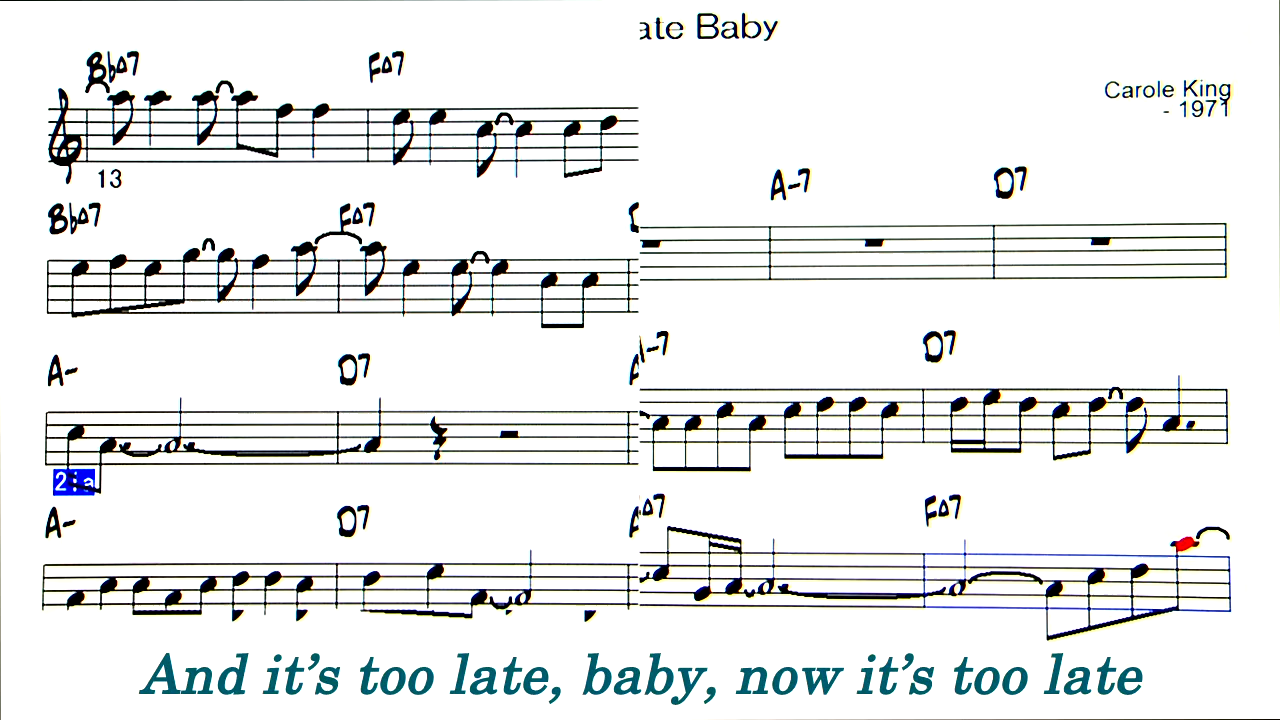 ate Baby
Carole King
- 1971
B♭Δ7 FΔ7
13
A-7 D7
B♭Δ7 FΔ7
-7 D7
A- D7
2:a
Δ7 FΔ7
A- D7
And it’s too late, baby, now it’s too late